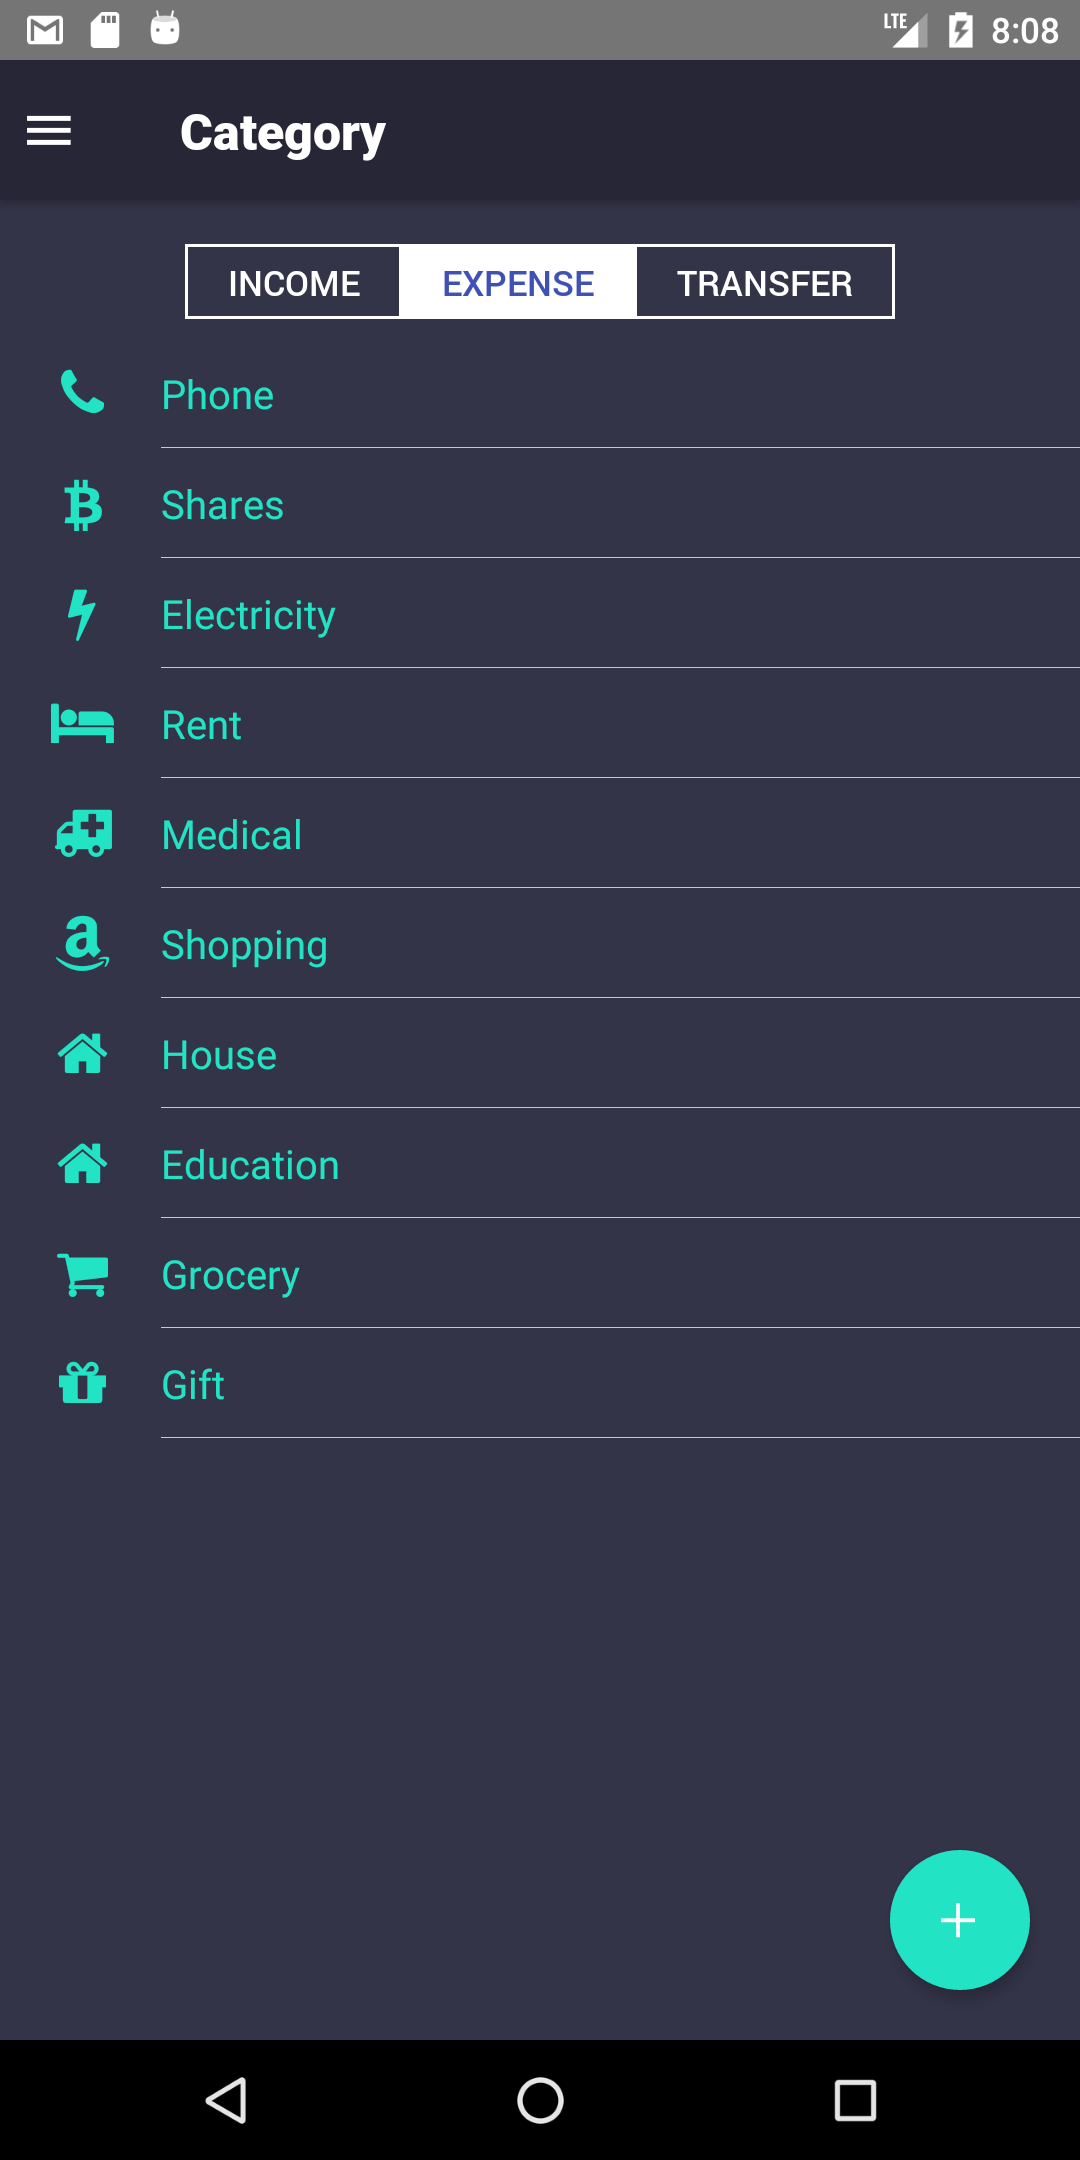 LTE 8:08
Category
INCOME EXPENSE TRANSFER
Phone
Shares
Electricity
Rent
Medical
Shopping
House
Education
Grocery
Gift